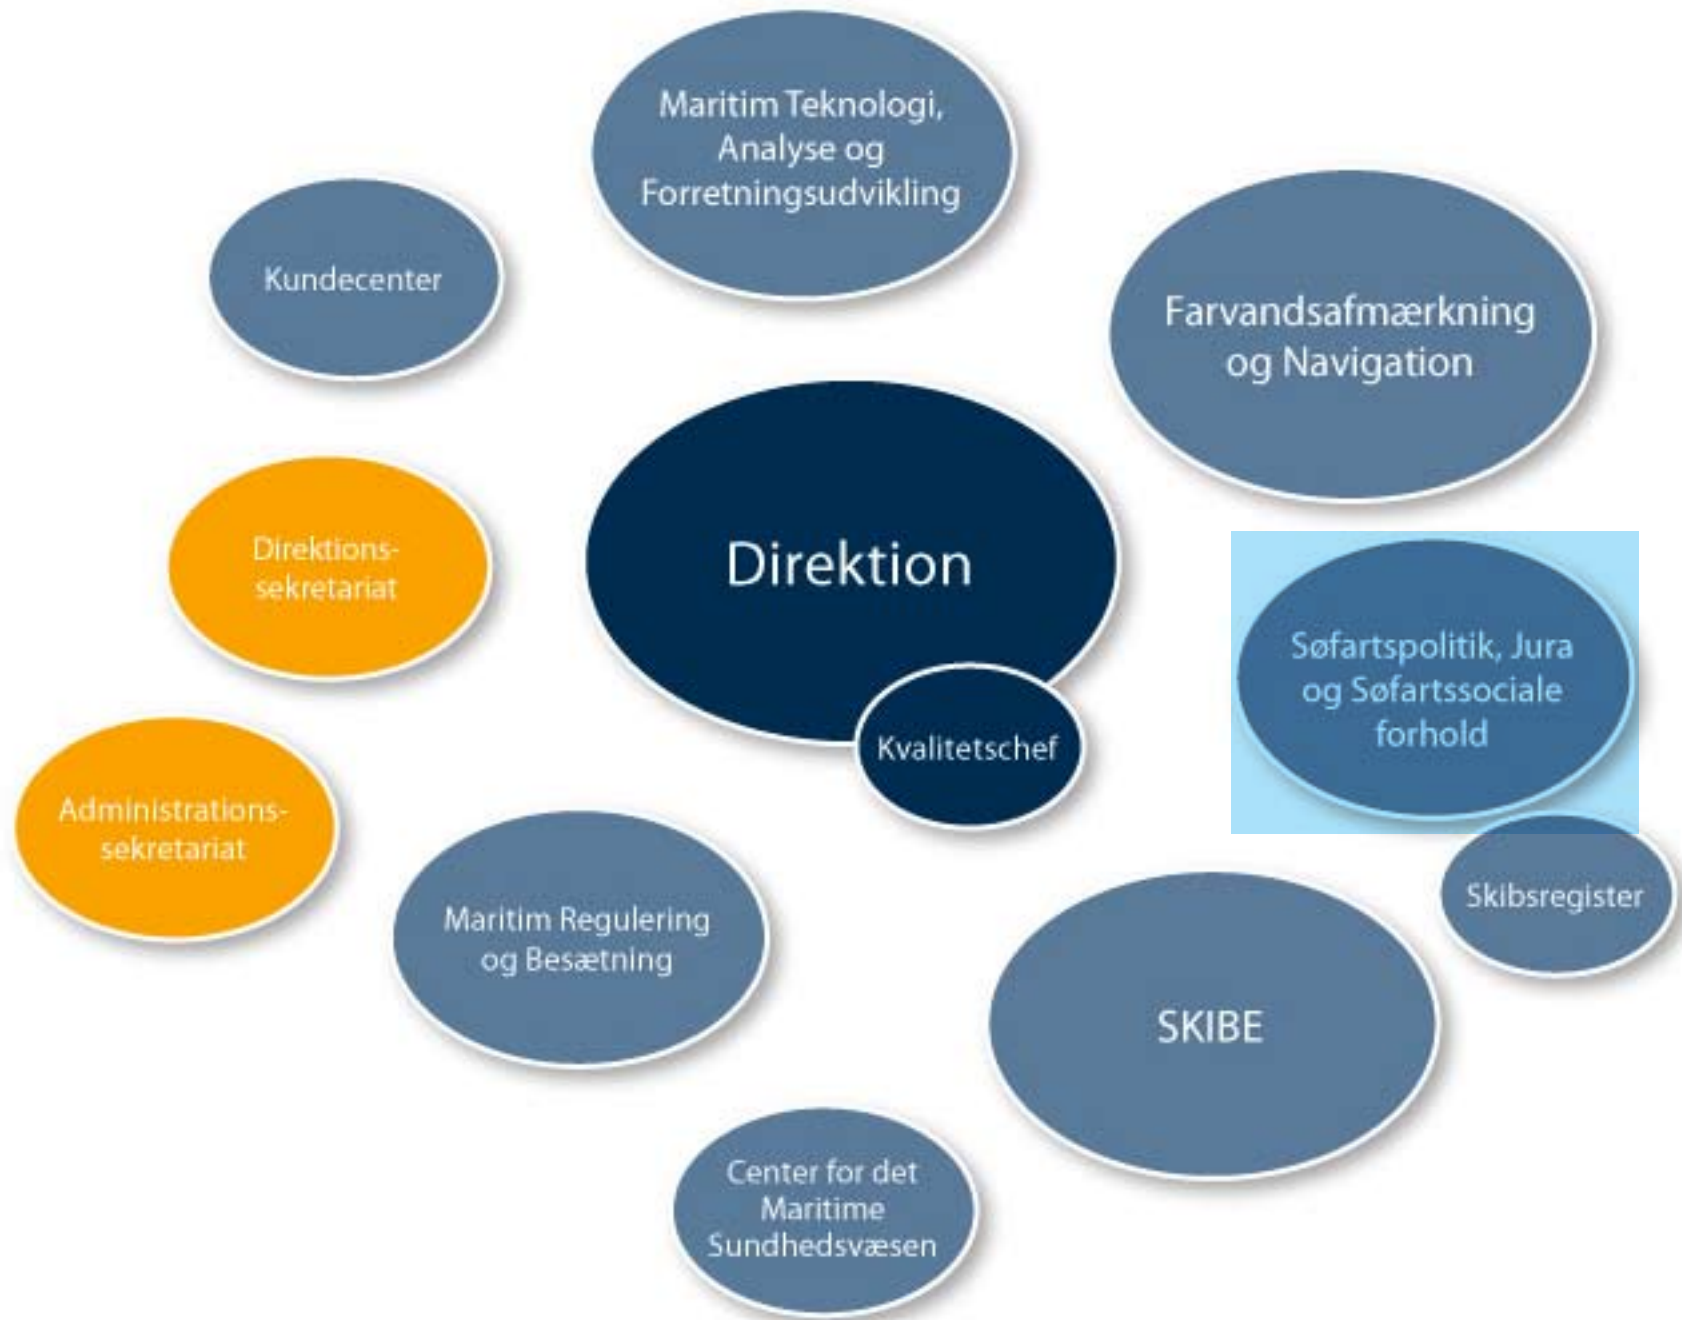 Maritim Teknologi,
Analyse og
Forretningsudvikling
Kundecenter
Farvandsafmærkning
og Navigation
Direktions-
sekretariat
Direktion
Kvalitetschef
Søfartspolitik, Jura
og Søfartssociale
forhold
Administrations-
sekretariat
Skibsregister
Maritim Regulering
og Besætning
SKIBE
Center for det
Maritime
Sundhedsvæsen